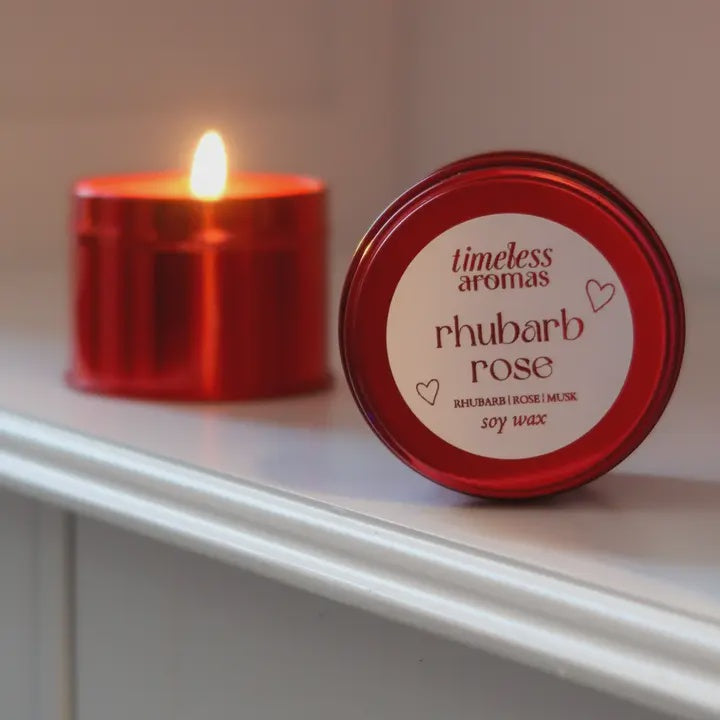 timeless
aromas
rhubarb
rose
RHUBARB | ROSE | MUSK
soy wax